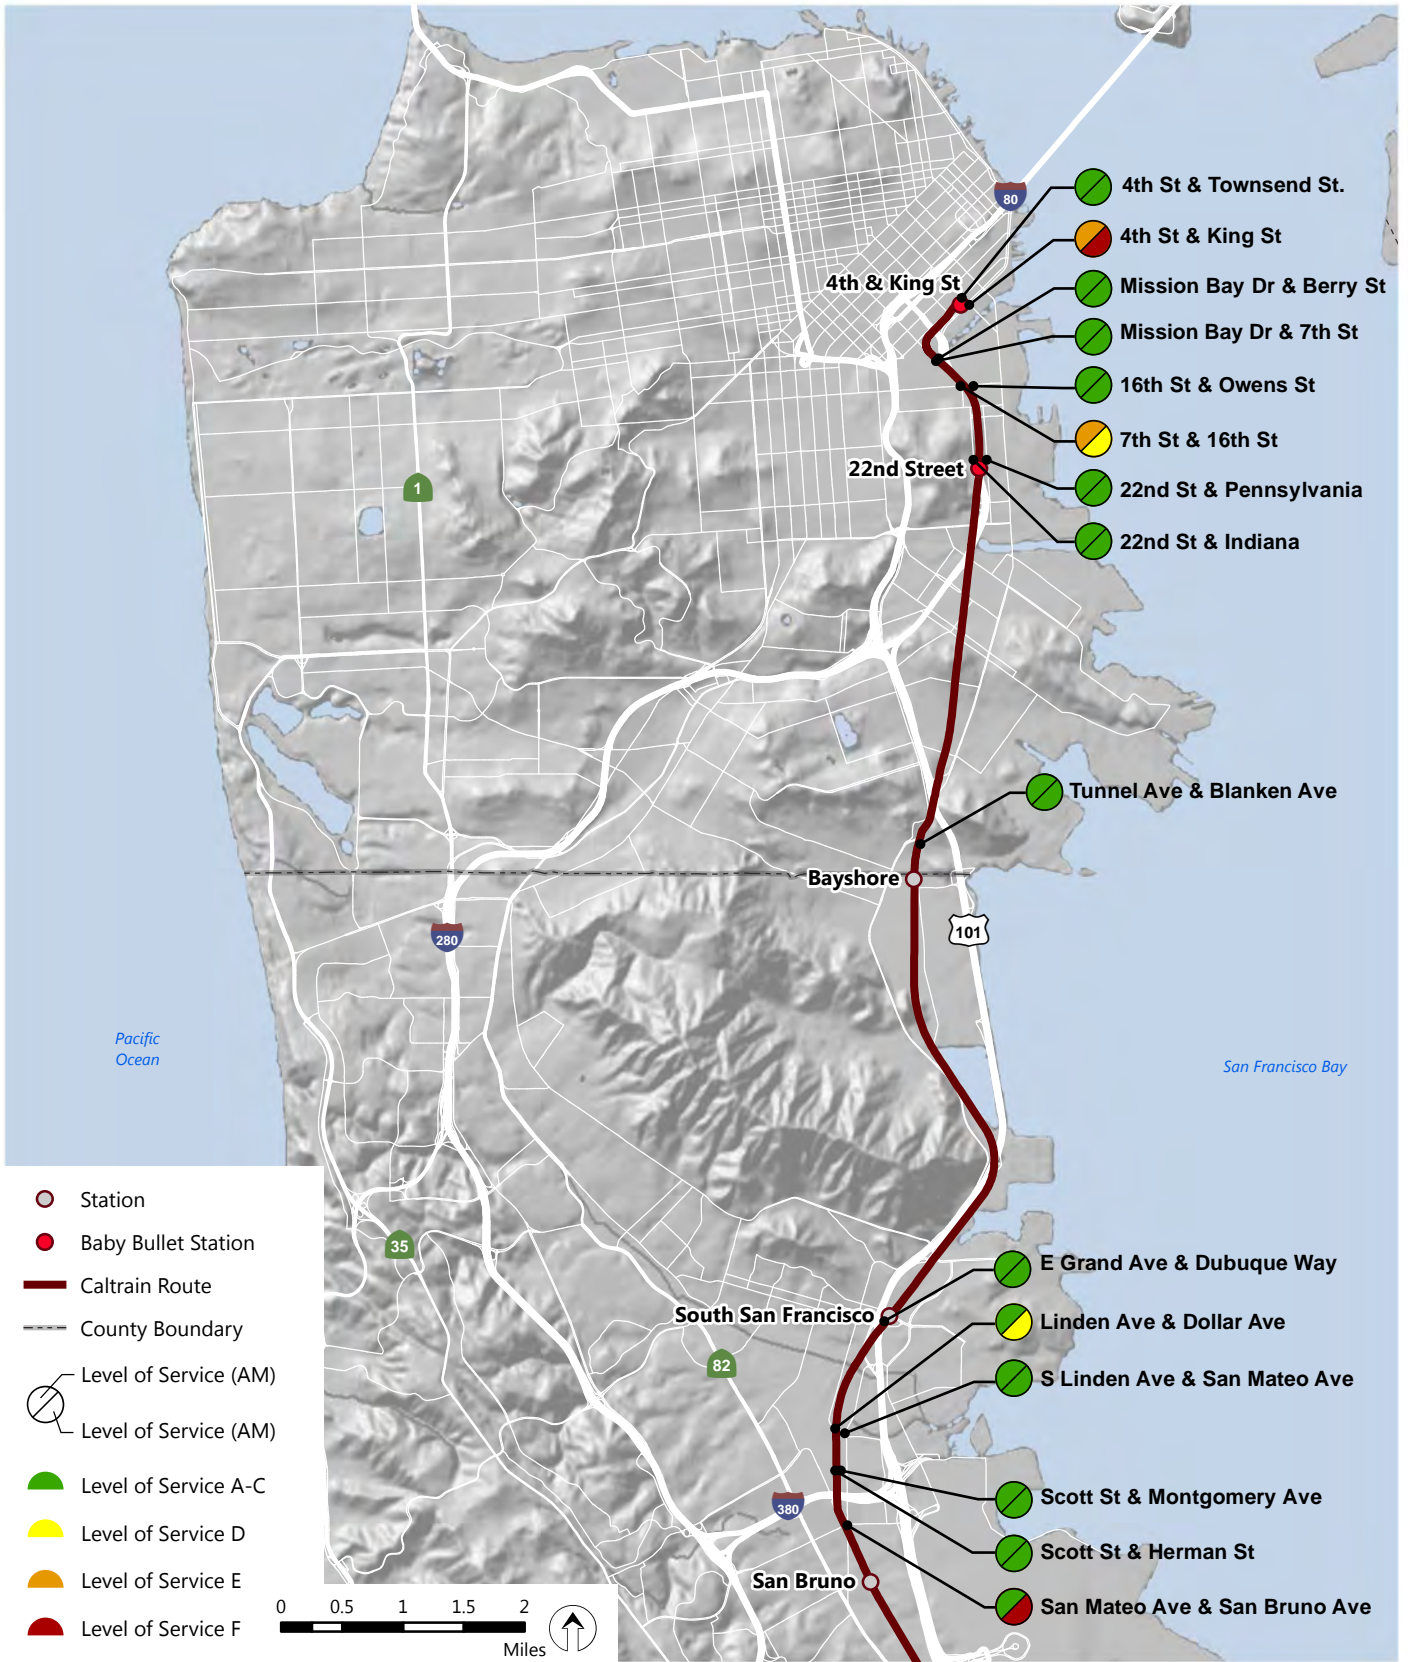 80
4th St & Townsend St.
4th St & King St
4th & King St
Mission Bay Dr & Berry St
Mission Bay Dr & 7th St
16th St & Owens St
7th St & 16th St
22nd Street
1
22nd St & Pennsylvania
22nd St & Indiana
Tunnel Ave & Blanken Ave
Bayshore
280
101
Pacific
Ocean
San Francisco Bay
Station
Baby Bullet Station
Caltrain Route
County Boundary
Level of Service (AM)
Level of Service (AM)
Level of Service A-C
Level of Service D
Level of Service E
Level of Service F
35
E Grand Ave & Dubuque Way
South San Francisco
Linden Ave & Dollar Ave
82
S Linden Ave & San Mateo Ave
380
Scott St & Montgomery Ave
Scott St & Herman St
San Bruno
San Mateo Ave & San Bruno Ave
0 0.5 1 1.5 2
Miles